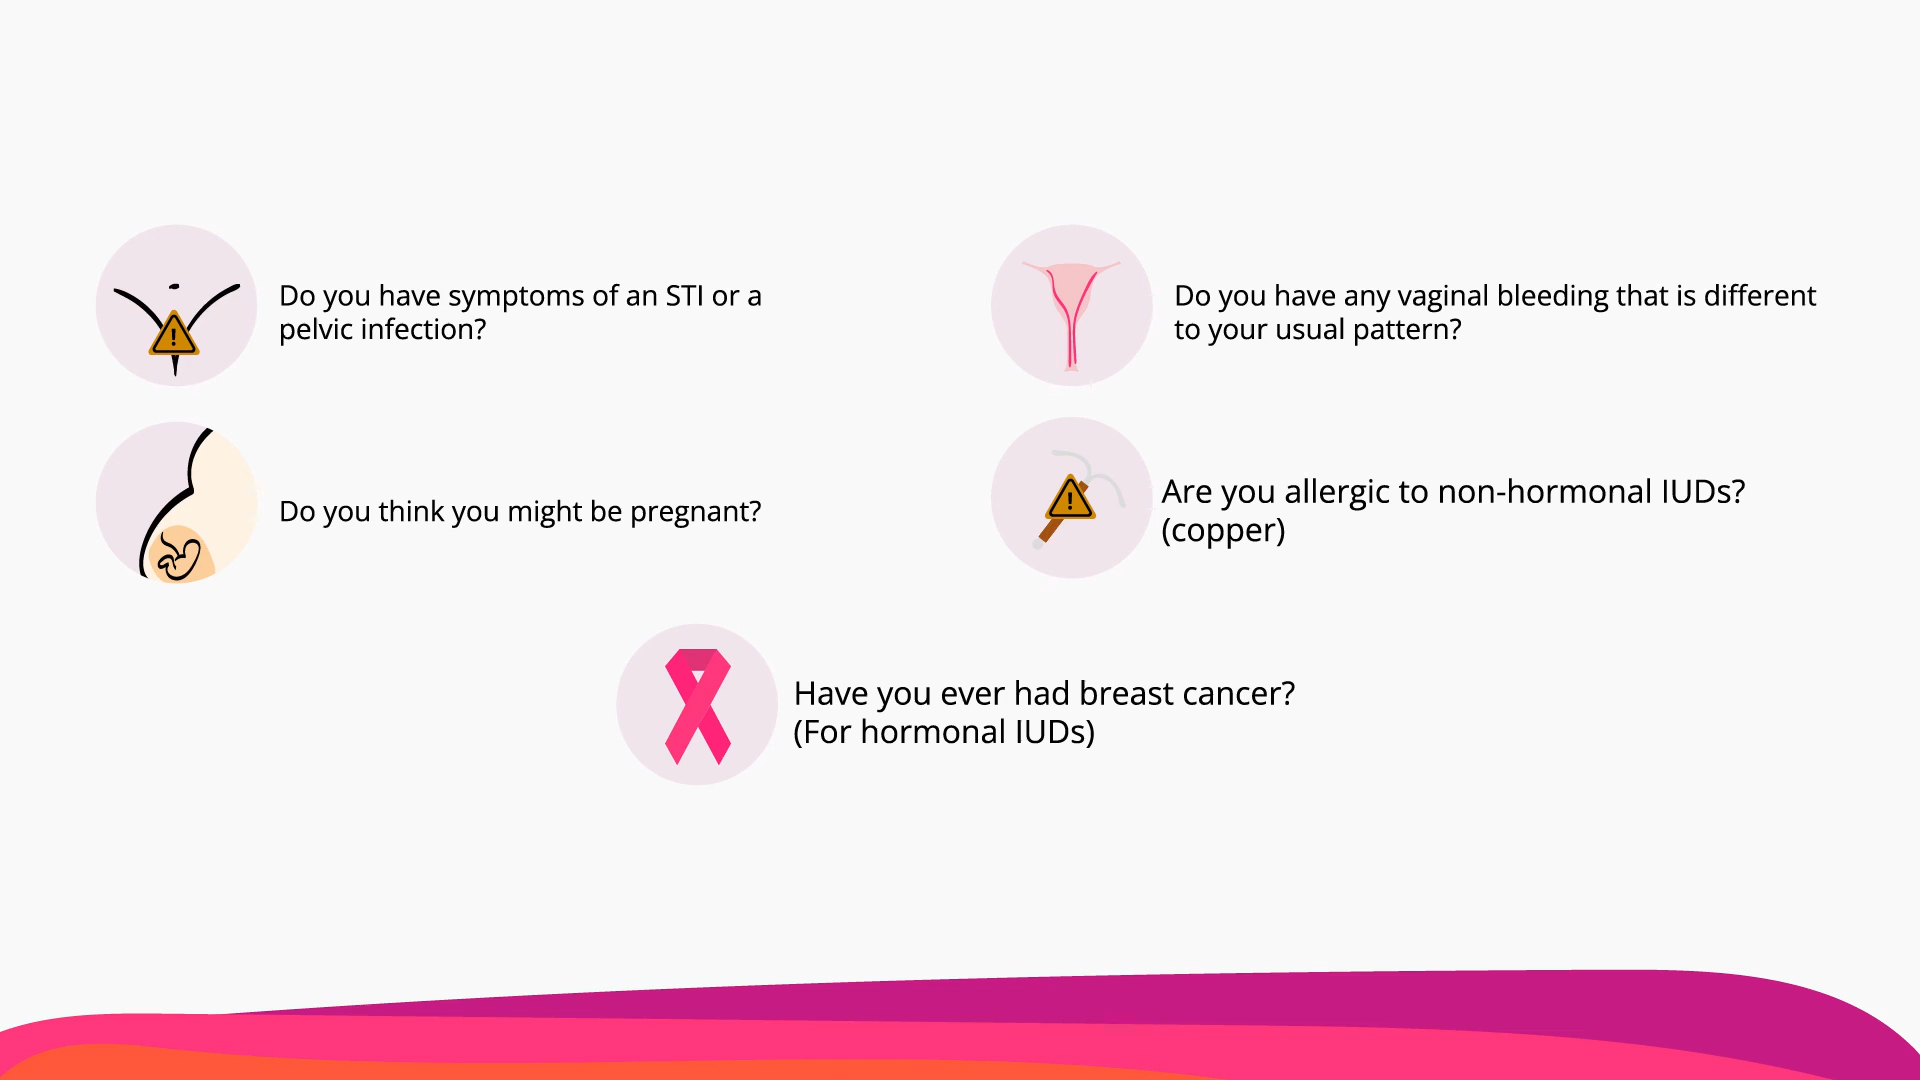 Do you have symptoms of an STI or a
pelvic infection?
Do you have any vaginal bleeding that is different
to your usual pattern?
Do you think you might be pregnant?
Are you allergic to non-hormonal IUDs?
(copper)
Have you ever had breast cancer?
(For hormonal IUDs)